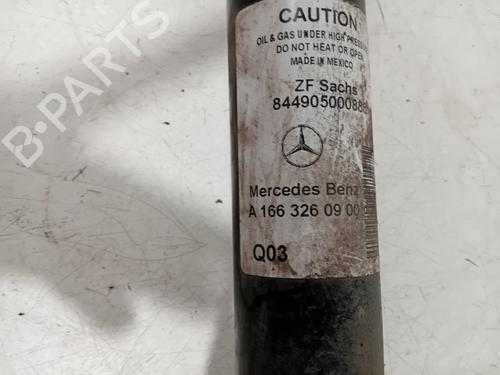 CAUTION
OIL & GAS UNDER HIGH
DO NOT HEAT OR OPEN
MADE IN MEXICO
ZF Sachs
Mercedes Benz
A 166 326 09 00
Q03
B-PARTS